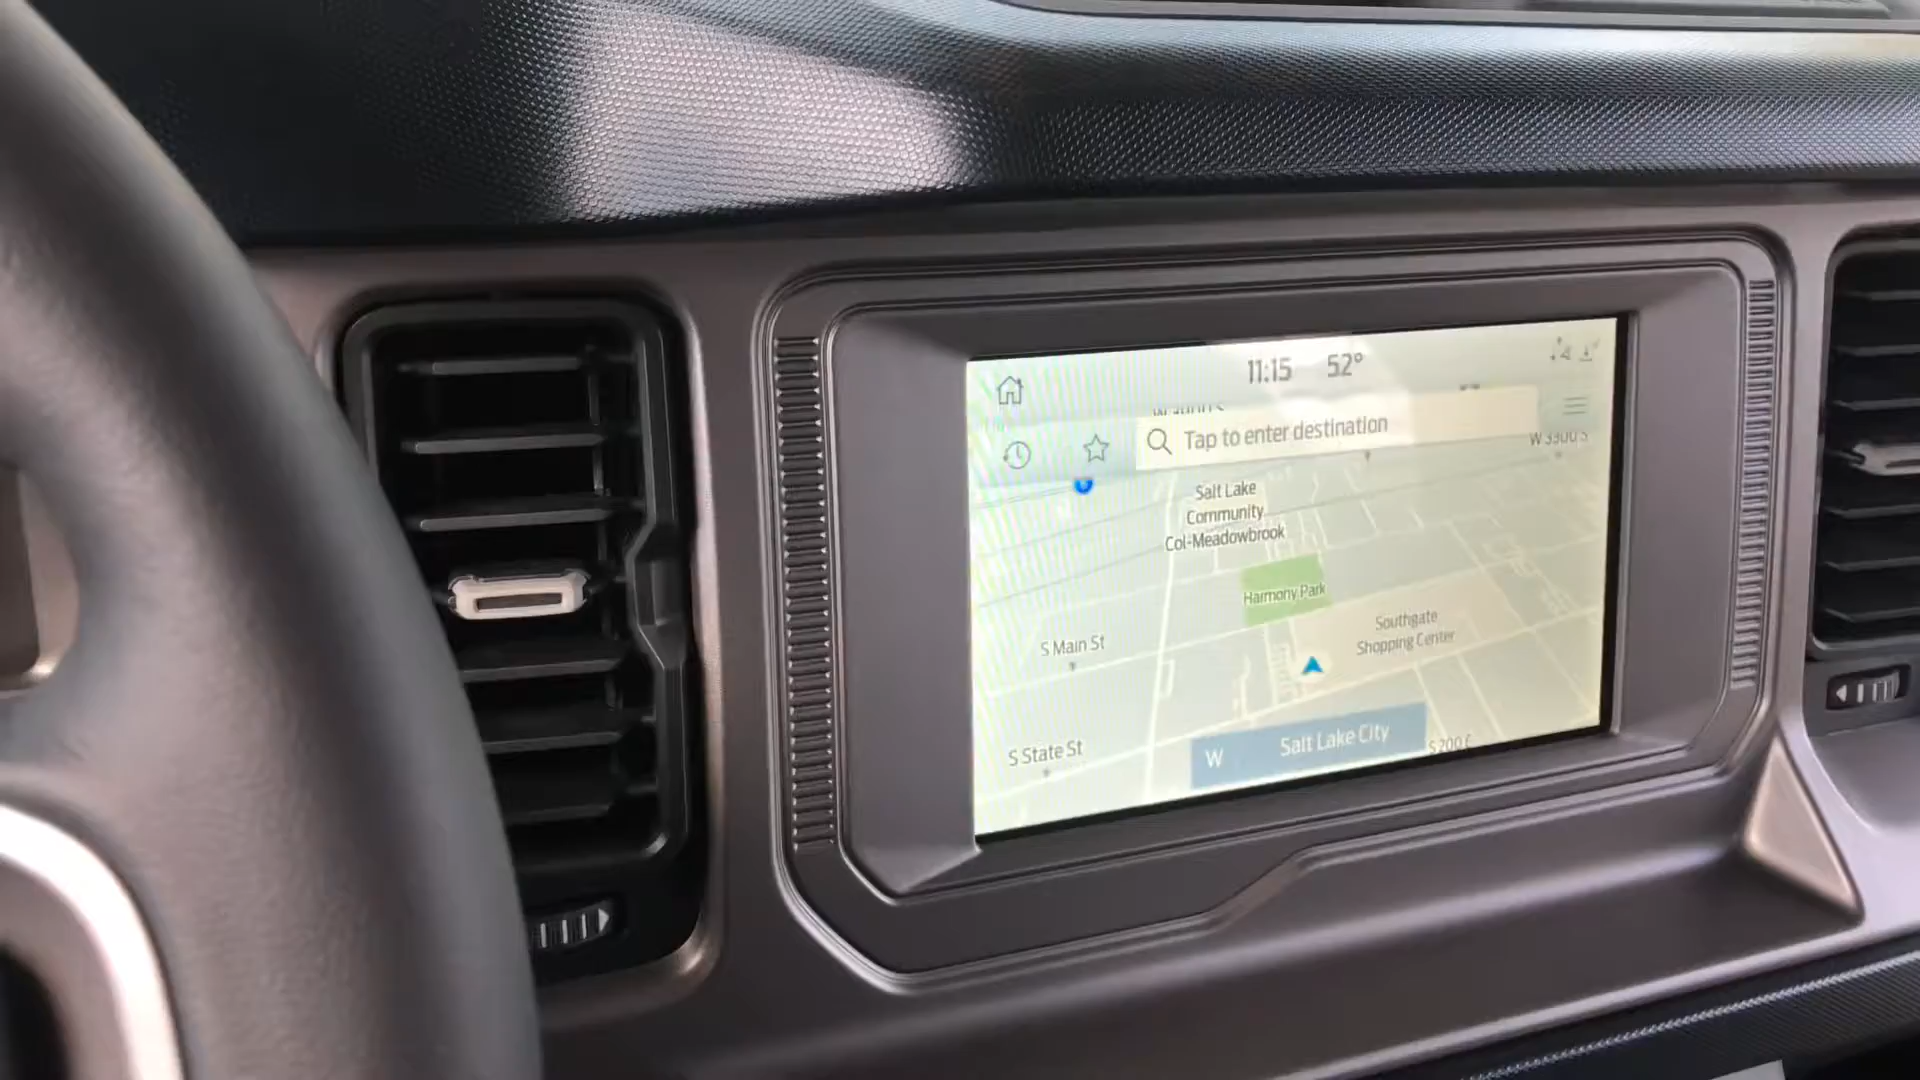 11:15 52°
Tap to enter destination
W 3300 S
Salt Lake
Community
Col-Meadowbrook
Harmony Park
Southgate
Shopping Center
S Main St
S State St
W Salt Lake City
S 200 E